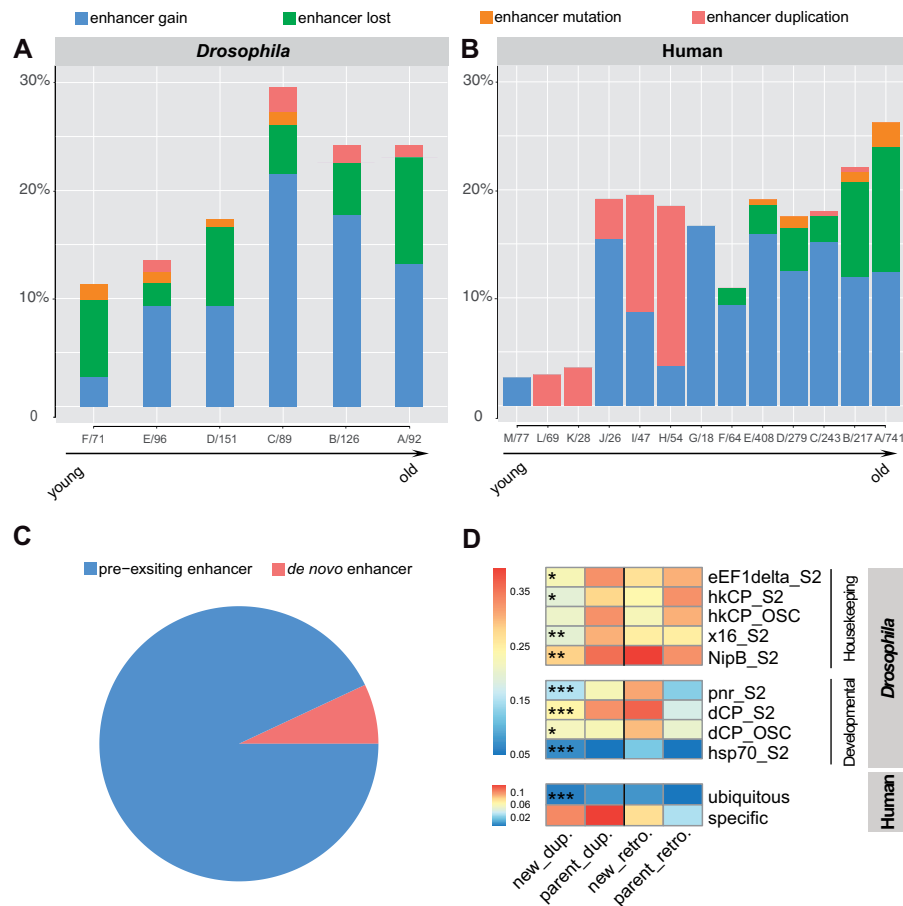 enhancer gain enhancer lost enhancer mutation enhancer duplication
A Drosophila
30%
20%
10%
0
F/71 E/96 D/151 C/89 B/126 A/92
young old
B Human
30%
20%
10%
0
M/77 L/69 K/28 J/26 I/47 H/54 G/18 F/64 E/408 D/279 C/243 B/217 A/741
young old
C
pre-exsiting enhancer de novo enhancer
D
0.35
0.25
0.15
0.05
* eEF1delta_S2
* hkCP_S2
hkCP_OSC
** x16_S2
** NipB_S2
Housekeeping
*** pnr_S2
*** dCP_S2
* dCP_OSC
*** hsp70_S2
Developmental
Drosophila
0.1
0.06
0.02
*** ubiquitous
specific
Human
new_dup. parent_dup. new_retro. parent_retro.